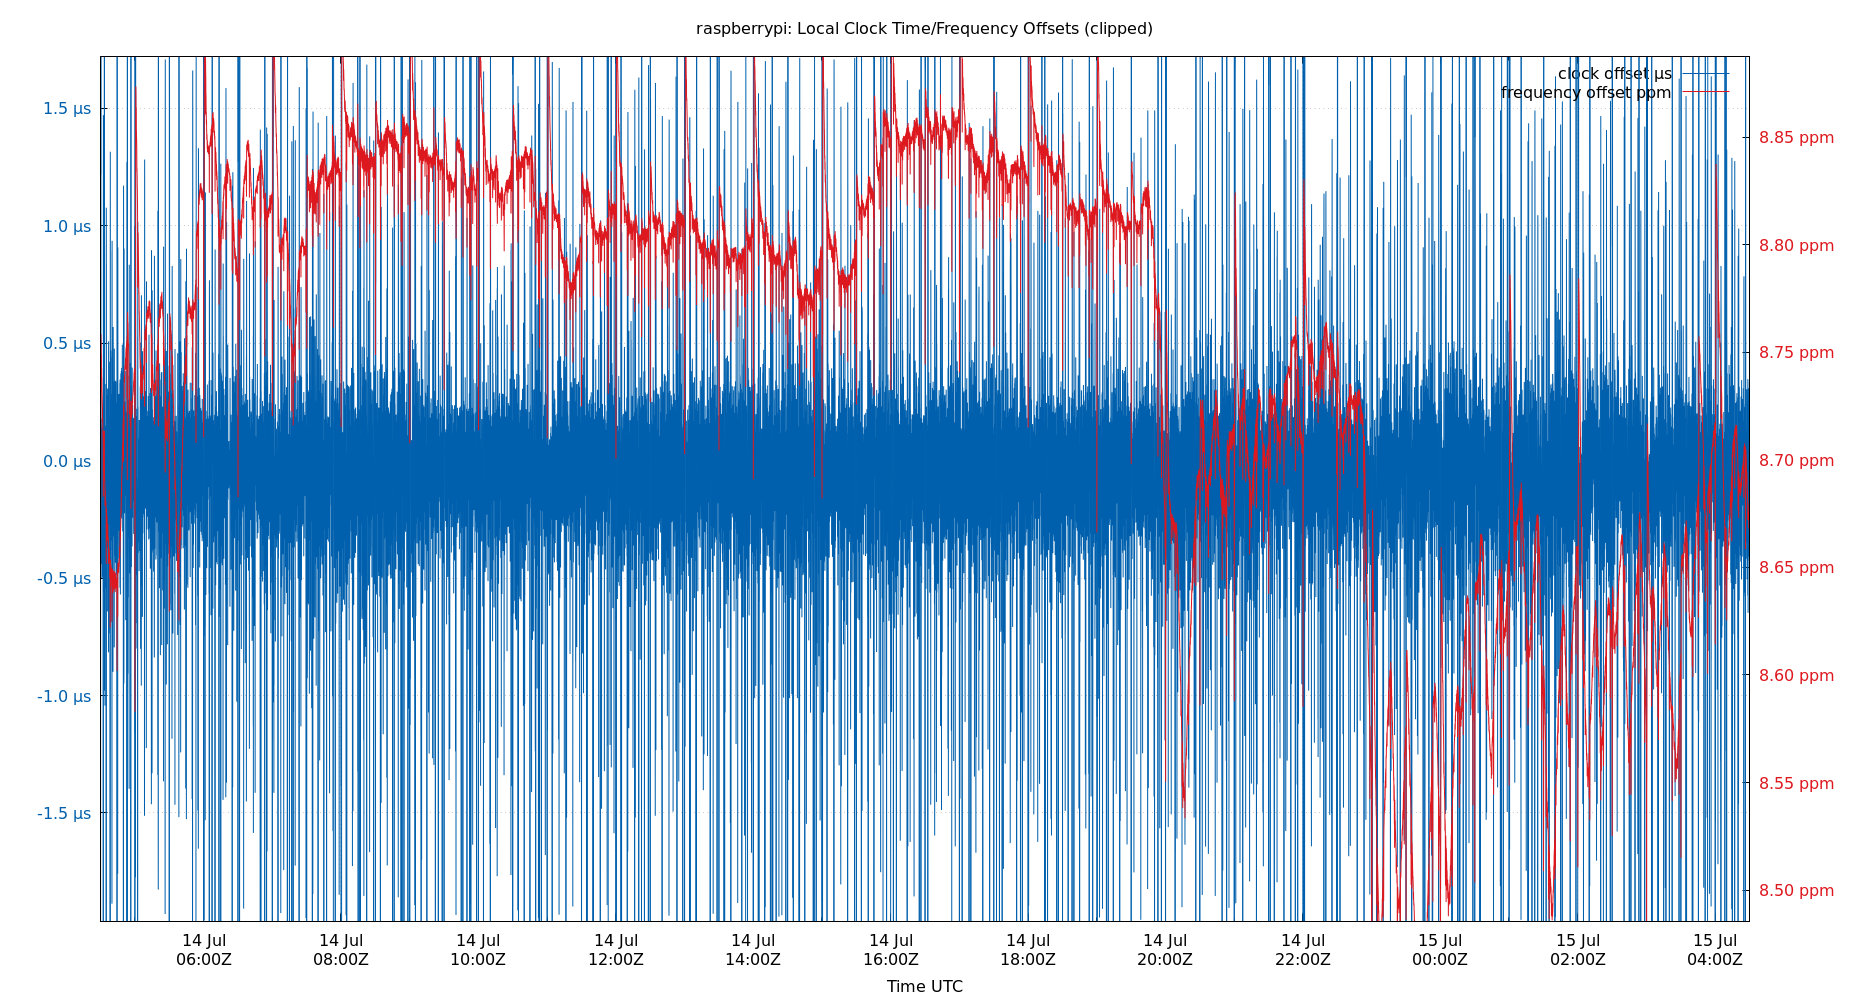 raspberrypi: Local Clock Time/Frequency Offsets (clipped)
clock offset µs
frequency offset ppm
1.5 µs
1.0 µs
0.5 µs
0.0 µs
-0.5 µs
-1.0 µs
-1.5 µs
8.85 ppm
8.80 ppm
8.75 ppm
8.70 ppm
8.65 ppm
8.60 ppm
8.55 ppm
8.50 ppm
14 Jul 14 Jul 14 Jul 14 Jul 14 Jul 14 Jul 14 Jul 14 Jul 14 Jul 15 Jul 15 Jul 15 Jul
06:00Z 08:00Z 10:00Z 12:00Z 14:00Z 16:00Z 18:00Z 20:00Z 22:00Z 00:00Z 02:00Z 04:00Z
Time UTC